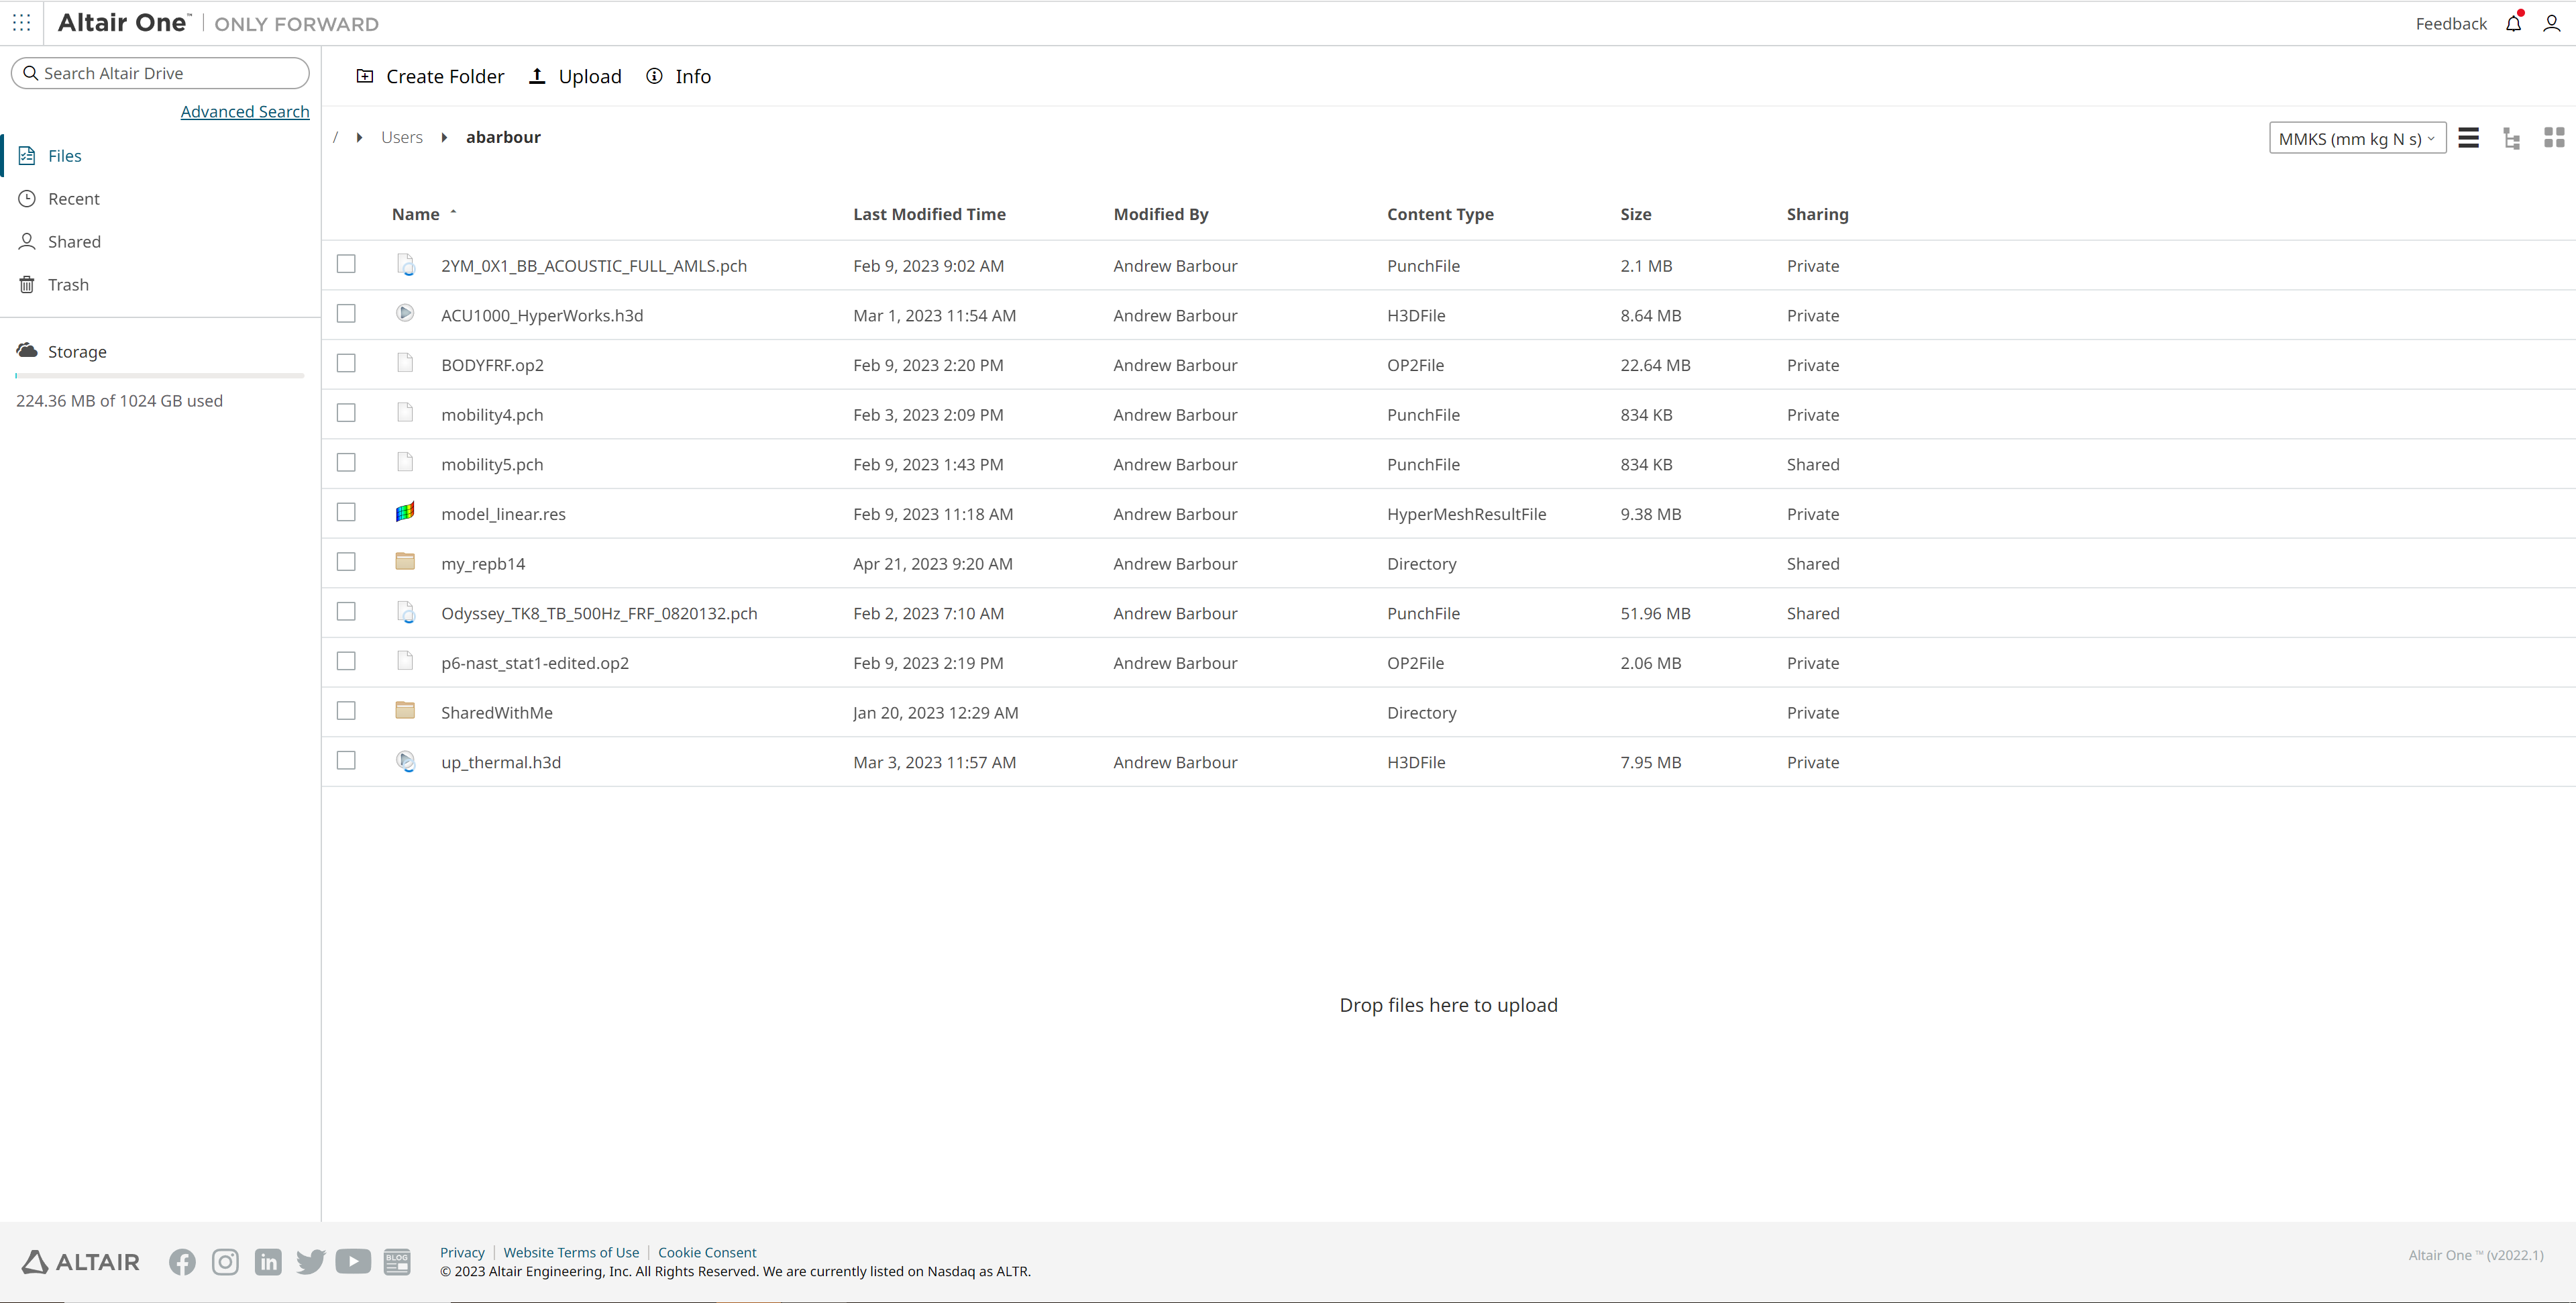 Altair One™ | ONLY FORWARD
Feedback
Search Altair Drive
Advanced Search
Files
Recent
Shared
Trash
Storage
224.36 MB of 1024 GB used
Create Folder Upload Info
/ Users abarbour
MMKS (mm kg N s)
Name Last Modified Time Modified By Content Type Size Sharing
2YM_0X1_BB_ACOUSTIC_FULL_AMLS.pch Feb 9, 2023 9:02 AM Andrew Barbour PunchFile 2.1 MB Private
ACU1000_HyperWorks.h3d Mar 1, 2023 11:54 AM Andrew Barbour H3DFile 8.64 MB Private
BODYFRF.op2 Feb 9, 2023 2:20 PM Andrew Barbour OP2File 22.64 MB Private
mobility4.pch Feb 3, 2023 2:09 PM Andrew Barbour PunchFile 834 KB Private
mobility5.pch Feb 9, 2023 1:43 PM Andrew Barbour PunchFile 834 KB Shared
model_linear.res Feb 9, 2023 11:18 AM Andrew Barbour HyperMeshResultFile 9.38 MB Private
my_repb14 Apr 21, 2023 9:20 AM Andrew Barbour Directory Shared
Odyssey_TK8_TB_500Hz_FRF_0820132.pch Feb 2, 2023 7:10 AM Andrew Barbour PunchFile 51.96 MB Shared
p6-nast_stat1-edited.op2 Feb 9, 2023 2:19 PM Andrew Barbour OP2File 2.06 MB Private
SharedWithMe Jan 20, 2023 12:29 AM Directory Private
up_thermal.h3d Mar 3, 2023 11:57 AM Andrew Barbour H3DFile 7.95 MB Private
Drop files here to upload
ALTAIR
BLOG
Privacy | Website Terms of Use | Cookie Consent
© 2023 Altair Engineering, Inc. All Rights Reserved. We are currently listed on Nasdaq as ALTR.
Altair One ™ (v2022.1)